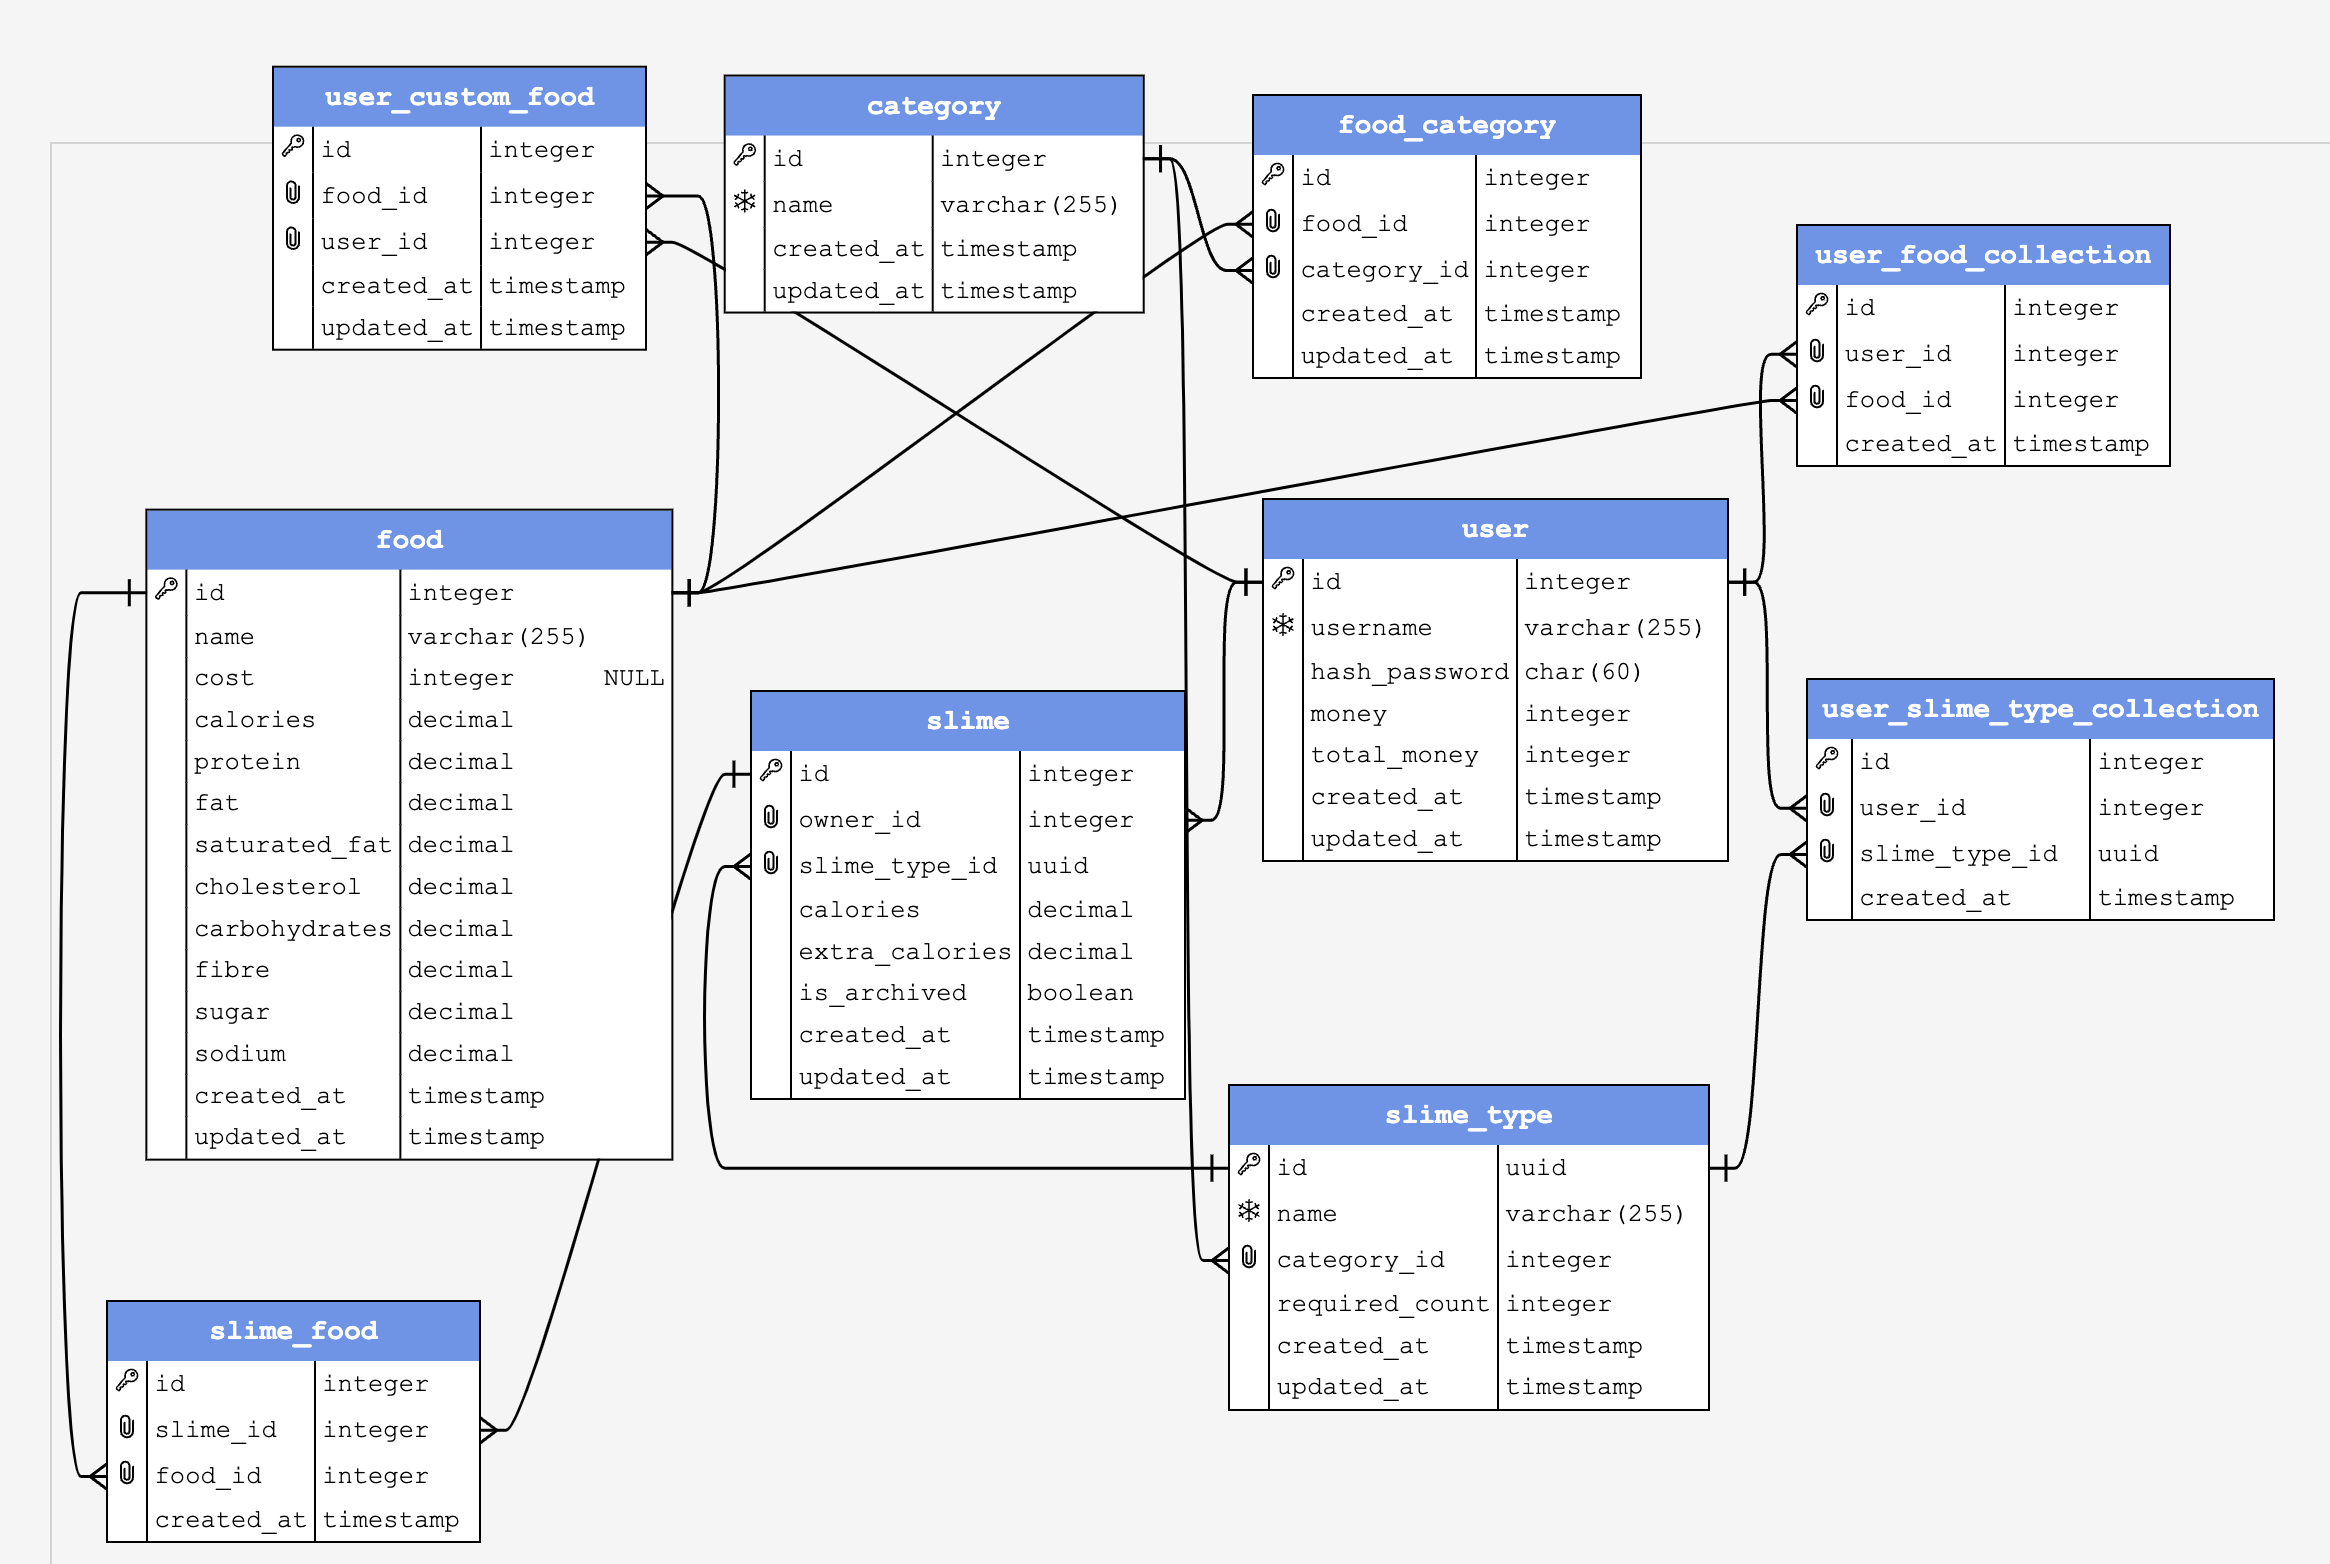 user_custom_food
id integer
food_id integer
user_id integer
created_at timestamp
updated_at timestamp
category
id integer
name varchar(255)
created_at timestamp
updated_at timestamp
food_category
id integer
food_id integer
category_id integer
created_at timestamp
updated_at timestamp
user_food_collection
id integer
user_id integer
food_id integer
created_at timestamp
food
id integer
name varchar(255)
cost integer NULL
calories decimal
protein decimal
fat decimal
saturated_fat decimal
cholesterol decimal
carbohydrates decimal
fibre decimal
sugar decimal
sodium decimal
created_at timestamp
updated_at timestamp
user
id integer
username varchar(255)
hash_password char(60)
money integer
total_money integer
created_at timestamp
updated_at timestamp
slime
id integer
owner_id integer
slime_type_id uuid
calories decimal
extra_calories decimal
is_archived boolean
created_at timestamp
updated_at timestamp
user_slime_type_collection
id integer
user_id integer
slime_type_id uuid
created_at timestamp
slime_type
id uuid
name varchar(255)
category_id integer
required_count integer
created_at timestamp
updated_at timestamp
slime_food
id integer
slime_id integer
food_id integer
created_at timestamp